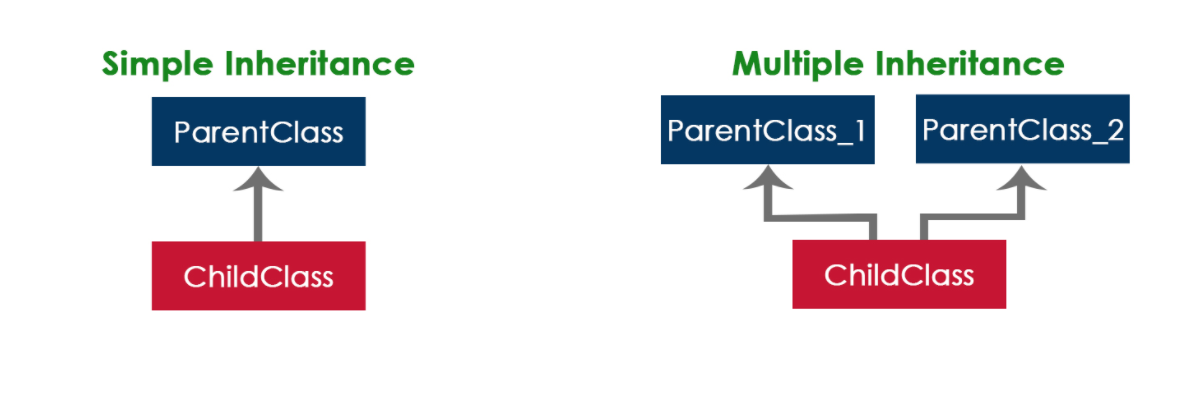 Simple Inheritance
ParentClass
ChildClass
Multiple Inheritance
ParentClass_1
ParentClass_2
ChildClass